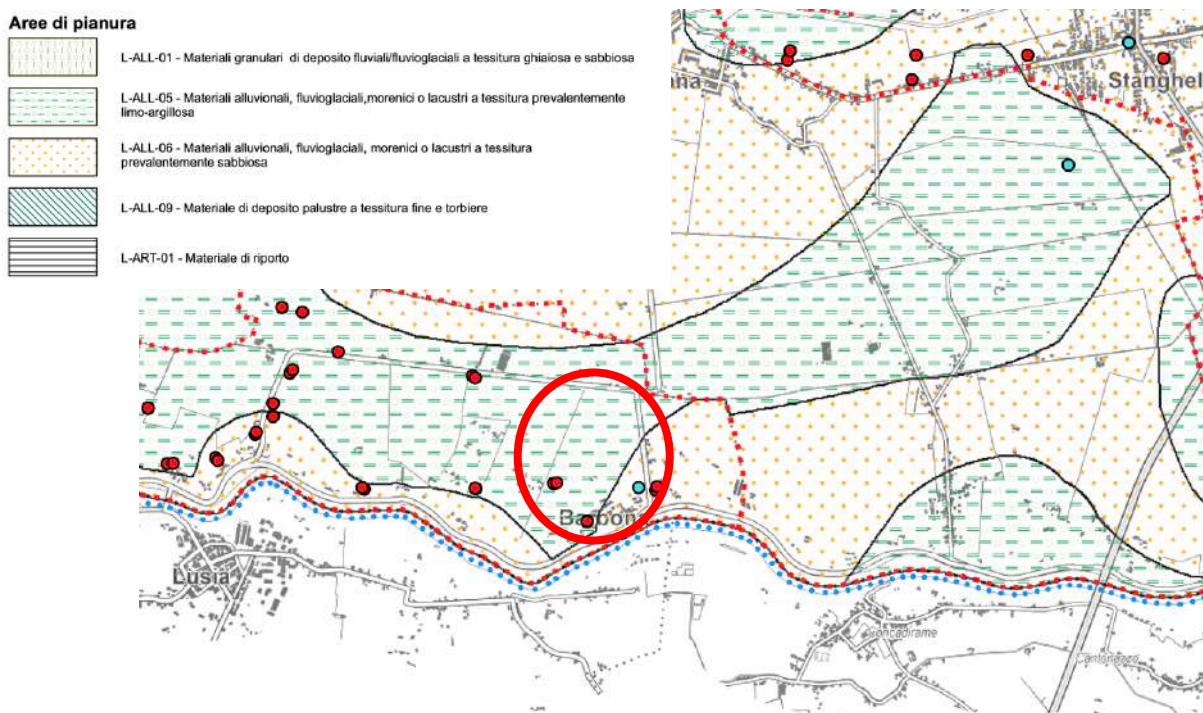 Aree di pianura
L-ALL-01 - Materiali granulari di deposito fluviali/fluvioglaciali a tessitura ghiaiosa e sabbiosa
L-ALL-05 - Materiali alluvionali, fluvioglaciali,morenici o lacustri a tessitura prevalentemente
limo-argillosa
L-ALL-06 - Materiali alluvionali, fluvioglaciali, morenici o lacustri a tessitura
prevalentemente sabbiosa
L-ALL-09 - Materiale di deposito palustre a tessitura fine e torbiere
L-ART-01 - Materiale di riporto
na
Stanghel
Lusia